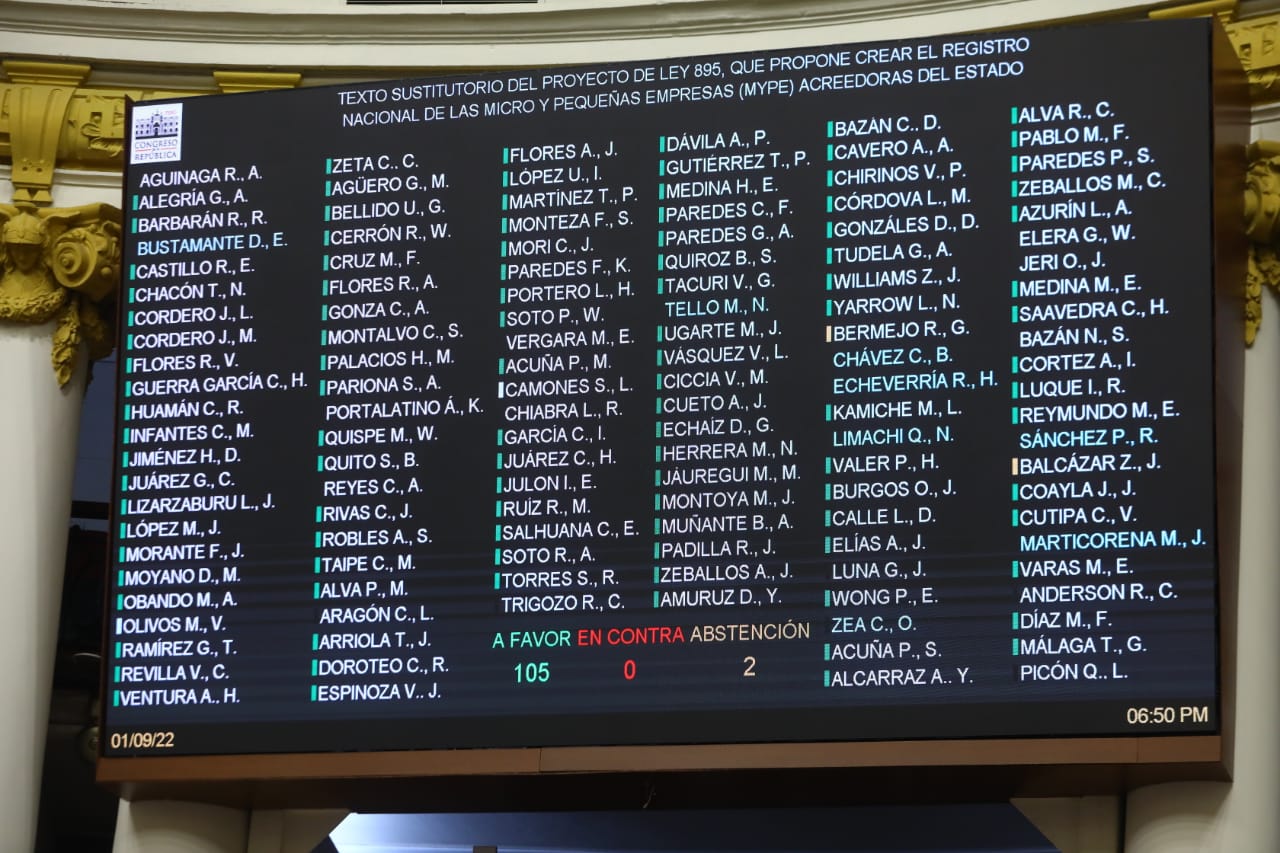 TEXTO SUSTITUTORIO DEL PROYECTO DE LEY 895, QUE PROPONE CREAR EL REGISTRO
NACIONAL DE LAS MICRO Y PEQUEÑAS EMPRESAS (MYPE) ACREEDORAS DEL ESTADO
CONGRESO
REPÚBLICA
AGUINAGA R., A.
ALEGRÍA G., A.
BARBARÁN R., R.
BUSTAMANTE D., E.
CASTILLO R., E.
CHACÓN T., N.
CORDERO J., L.
CORDERO J., M.
FLORES R., V.
GUERRA GARCÍA C., H.
HUAMÁN C., R.
INFANTES C., M.
JIMÉNEZ H., D.
JUÁREZ G., C.
LIZARZABURU L., J.
LÓPEZ M., J.
MORANTE F., J.
MOYANO D., M.
OBANDO M., A.
OLIVOS M., V.
RAMÍREZ G., T.
REVILLA V., C.
VENTURA A., H.
ZETA C., C.
AGÜERO G., M.
BELLIDO U., G.
CERRÓN R., W.
CRUZ M., F.
FLORES R., A.
GONZA C., A.
MONTALVO C., S.
PALACIOS H., M.
PARIONA S., A.
PORTALATINO Á., K.
QUISPE M., W.
QUITO S., B.
REYES C., A.
RIVAS C., J.
ROBLES A., S.
TAIPE C., M.
ALVA P., M.
ARAGÓN C., L.
ARRIOLA T., J.
DOROTEO C., R.
ESPINOZA V., J.
FLORES A., J.
LÓPEZ U., I.
MARTÍNEZ T., P.
MONTEZA F., S.
MORI C., J.
PAREDES F., K.
PORTERO L., H.
SOTO P., W.
VERGARA M., E.
ACUÑA P., M.
CAMONES S., L.
CHIABRA L., R.
GARCÍA C., I.
JUÁREZ C., H.
JULON I., E.
RUÍZ R., M.
SALHUANA C., E.
SOTO R., A.
TORRES S., R.
TRIGOZO R., C.
DÁVILA A., P.
GUTIÉRREZ T., P.
MEDINA H., E.
PAREDES C., F.
PAREDES G., A.
QUIROZ B., S.
TACURI V., G.
TELLO M., N.
UGARTE M., J.
VÁSQUEZ V., L.
CICCIA V., M.
CUETO A., J.
ECHAÍZ D., G.
HERRERA M., N.
JÁUREGUI M., M.
MONTOYA M., J.
MUÑANTE B., A.
PADILLA R., J.
ZEBALLOS A., J.
AMURUZ D., Y.
BAZÁN C., D.
CAVERO A., A.
CHIRINOS V., P.
CÓRDOVA L., M.
GONZÁLES D., D.
TUDELA G., A.
WILLIAMS Z., J.
YARROW L., N.
BERMEJO R., G.
CHÁVEZ C., B.
ECHEVERRÍA R., H.
KAMICHE M., L.
LIMACHI Q., N.
VALER P., H.
BURGOS O., J.
CALLE L., D.
ELÍAS A., J.
LUNA G., J.
WONG P., E.
ZEA C., O.
ACUÑA P., S.
ALCARRAZ A., Y.
ALVA R., C.
PABLO M., F.
PAREDES P., S.
ZEBALLOS M., C.
AZURÍN L., A.
ELERA G., W.
JERI O., J.
MEDINA M., E.
SAAVEDRA C., H.
BAZÁN N., S.
CORTEZ A., I.
LUQUE I., R.
REYMUNDO M., E.
SÁNCHEZ P., R.
BALCÁZAR Z., J.
COAYLA J., J.
CUTIPA C., V.
MARTICORENA M., J.
VARAS M., E.
ANDERSON R., C.
DÍAZ M., F.
MÁLAGA T., G.
PICÓN Q., L.
A FAVOR EN CONTRA ABSTENCIÓN
105 0 2
01/09/22
06:50 PM